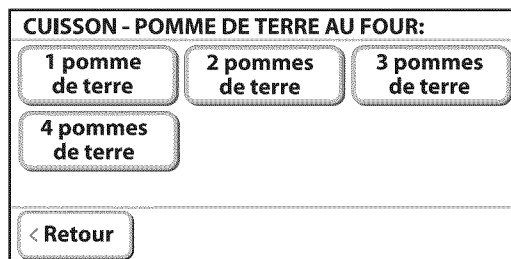 CUISSON - POMME DE TERRE AU FOUR:
1 pomme 2 pommes 3 pommes
de terre de terre de terre
4 pommes
de terre
< Retour